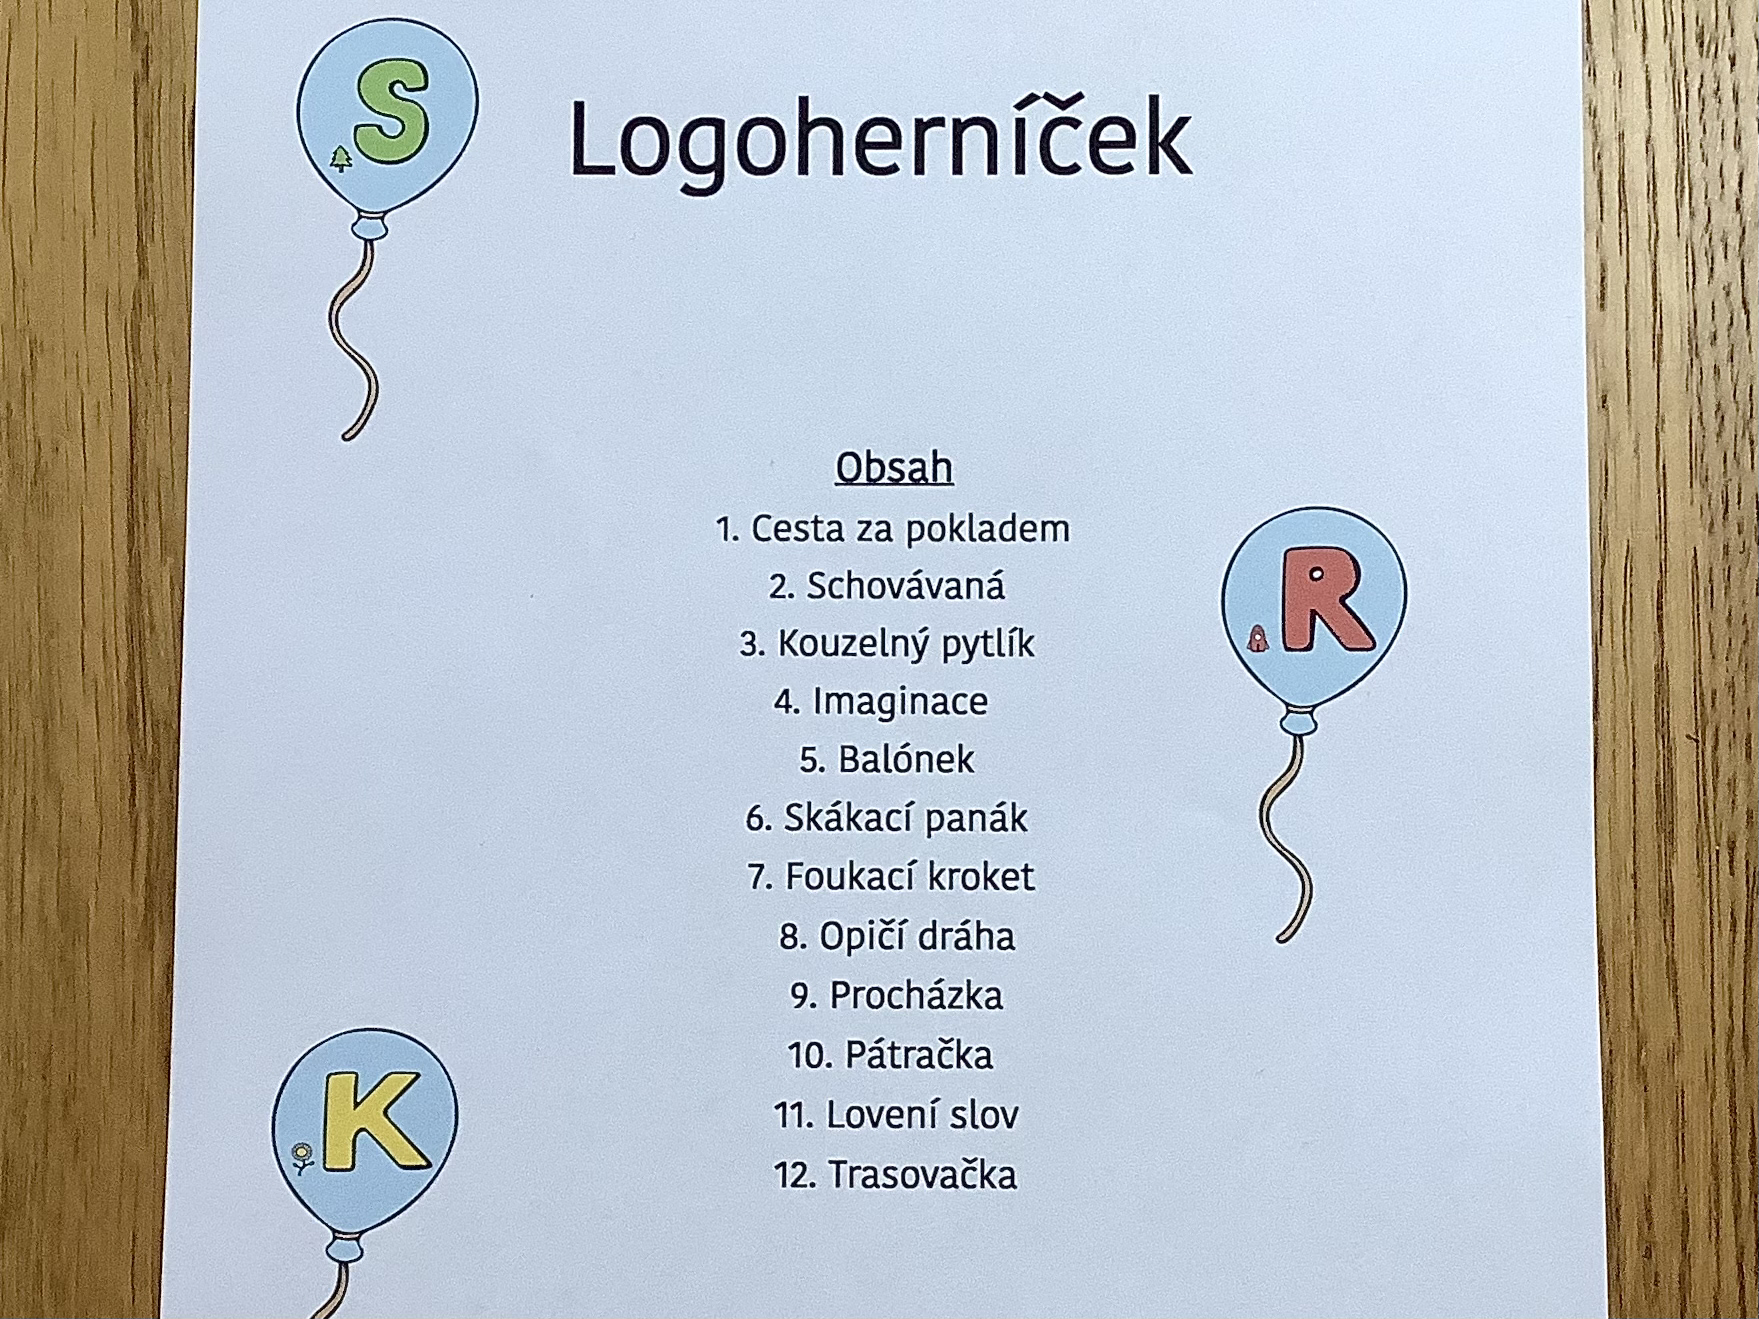 S
Logoherníček
Obsah
1. Cesta za pokladem
2. Schovávaná
3. Kouzelný pytlík
4. Imaginace
R
5. Balónek
6. Skákací panák
7. Foukací kroket
8. Opičí dráha
9. Procházka
10. Pátračka
11. Lovení slov
K
12. Trasovačka